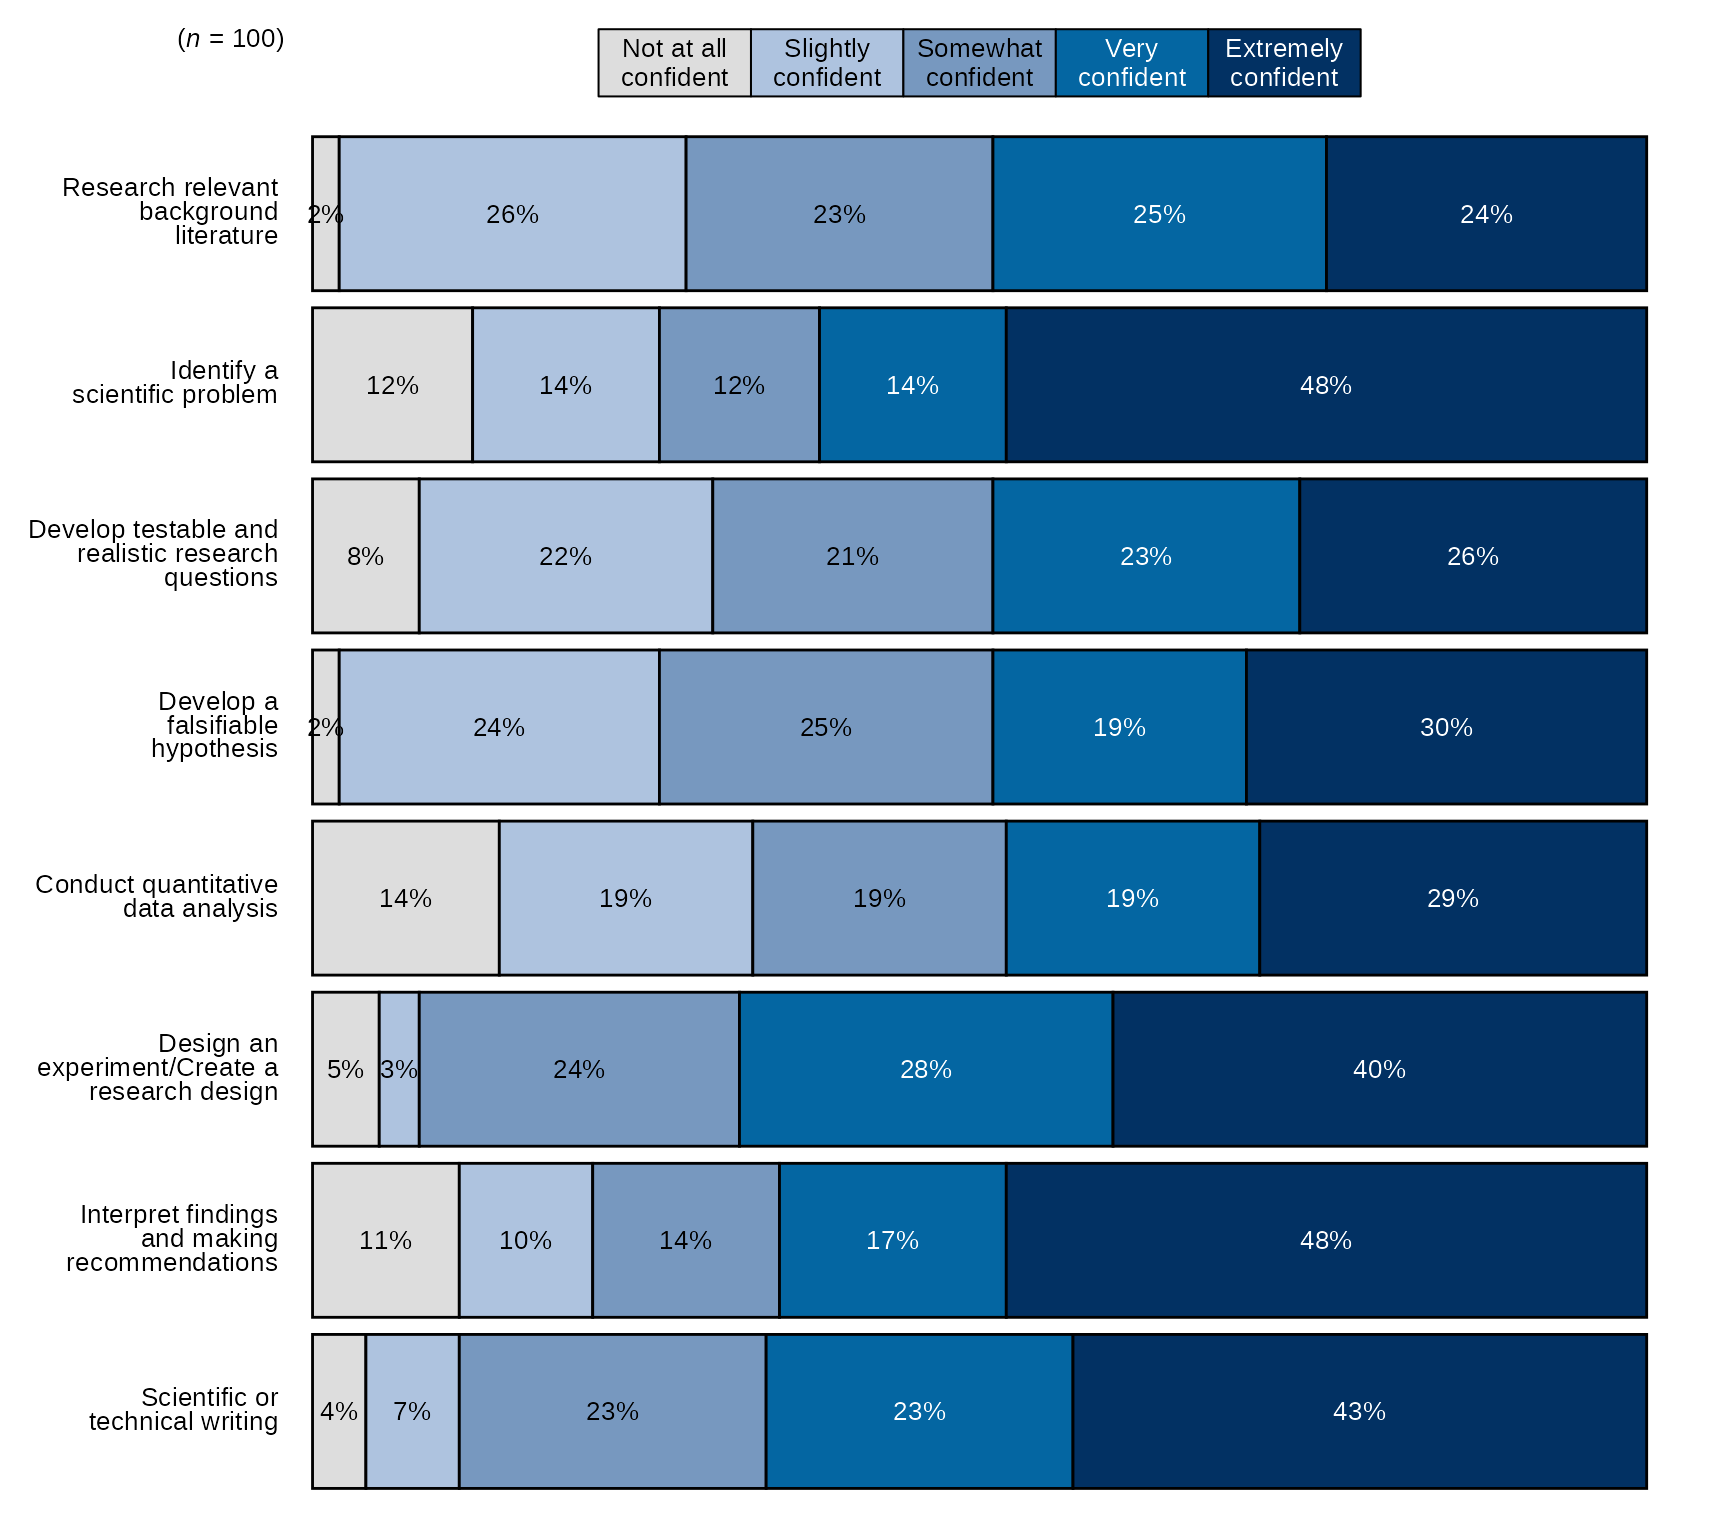 (n = 100)
Not at all
confident
Slightly
confident
Somewhat
confident
Very
confident
Extremely
confident
Research relevant
background
literature
2% 26% 23% 25% 24%
Identify a
scientific problem
12% 14% 12% 14% 48%
Develop testable and
realistic research
questions
8% 22% 21% 23% 26%
Develop a
falsifiable
hypothesis
2% 24% 25% 19% 30%
Conduct quantitative
data analysis
14% 19% 19% 19% 29%
Design an
experiment/Create a
research design
5% 3% 24% 28% 40%
Interpret findings
and making
recommendations
11% 10% 14% 17% 48%
Scientific or
technical writing
4% 7% 23% 23% 43%